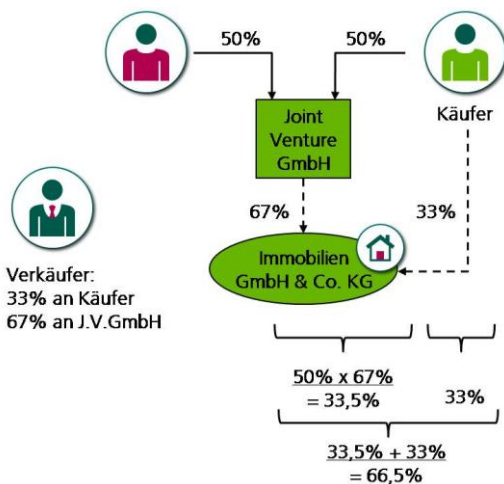 50%
50%
Käufer
Joint
Venture
GmbH
67%
33%
Immobilien
GmbH & Co. KG
Verkäufer:
33% an Käufer
67% an J.V.GmbH
50% x 67%
= 33,5%
33%
33,5% + 33%
= 66,5%